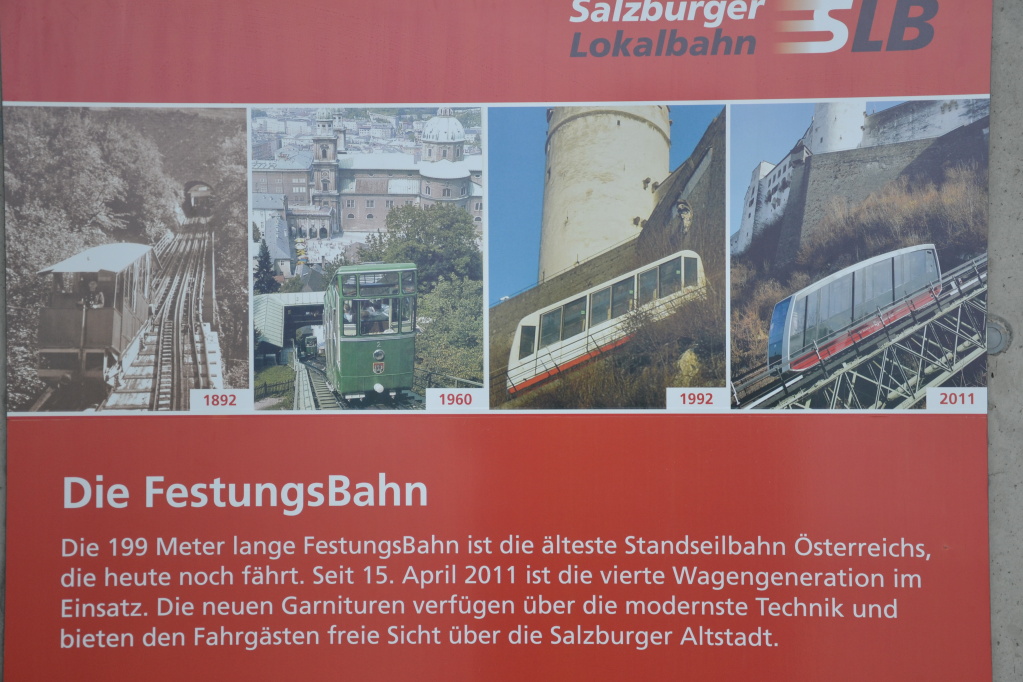 Salzburger
Lokalbahn
SLB
1892
1960
1992
2011
Die FestungsBahn
Die 199 Meter lange FestungsBahn ist die älteste Standseilbahn Österreichs,
die heute noch fährt. Seit 15. April 2011 ist die vierte Wagengeneration im
Einsatz. Die neuen Garnituren verfügen über die modernste Technik und
bieten den Fahrgästen freie Sicht über die Salzburger Altstadt.